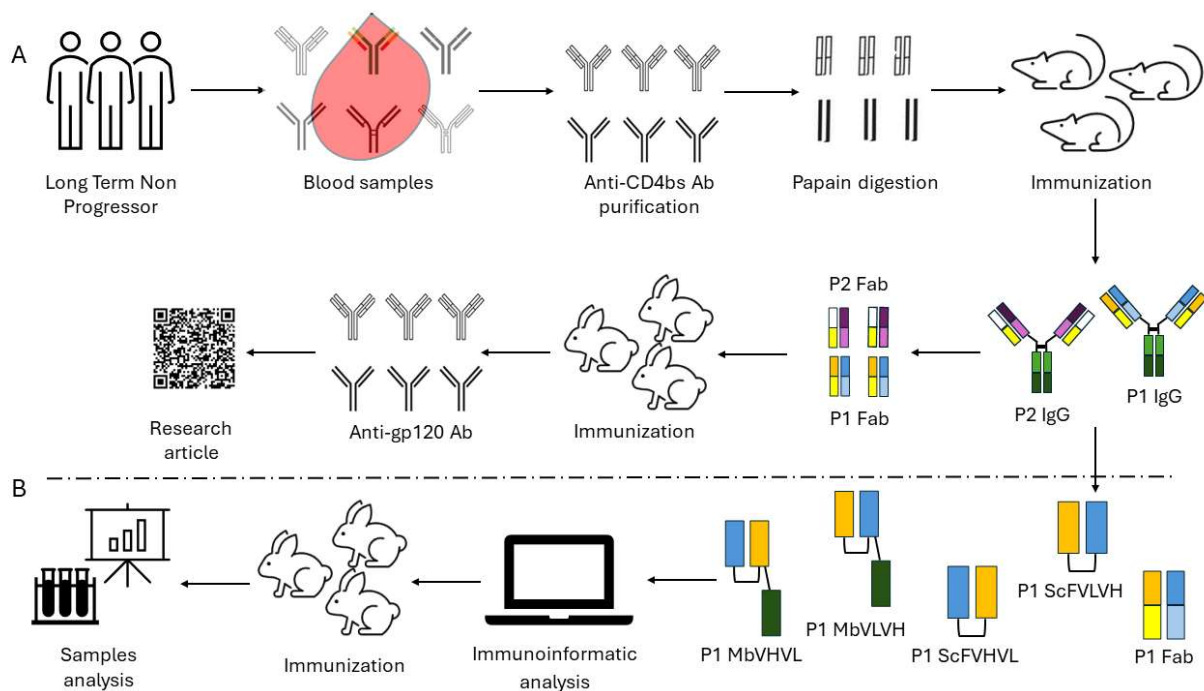 A
Long Term Non
Progressor
Blood samples
Anti-CD4bs Ab
purification
Papain digestion
Immunization
P2 Fab
P1 Fab
P2 IgG
P1 IgG
Immunization
Anti-gp120 Ab
Research
article
B
P1 ScFVLVH
P1 Fab
P1 ScFVHVL
P1 MbVLVH
P1 MbVHVL
Immunoinformatic
analysis
Immunization
Samples
analysis